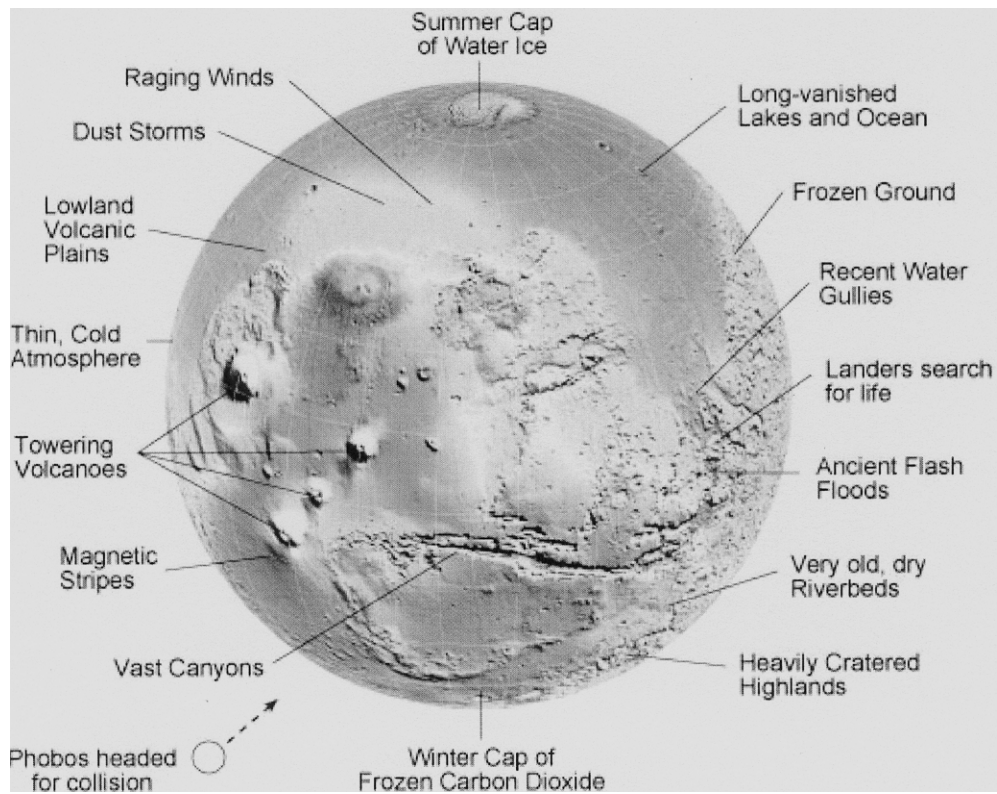 Summer Cap
of Water Ice
Raging Winds
Dust Storms
Lowland
Volcanic
Plains
Thin, Cold
Atmosphere
Towering
Volcanoes
Magnetic
Stripes
Vast Canyons
Phobos headed
for collision
Winter Cap of
Frozen Carbon Dioxide
Long-vanished
Lakes and Ocean
Frozen Ground
Recent Water
Gullies
Landers search
for life
Ancient Flash
Floods
Very old, dry
Riverbeds
Heavily Cratered
Highlands